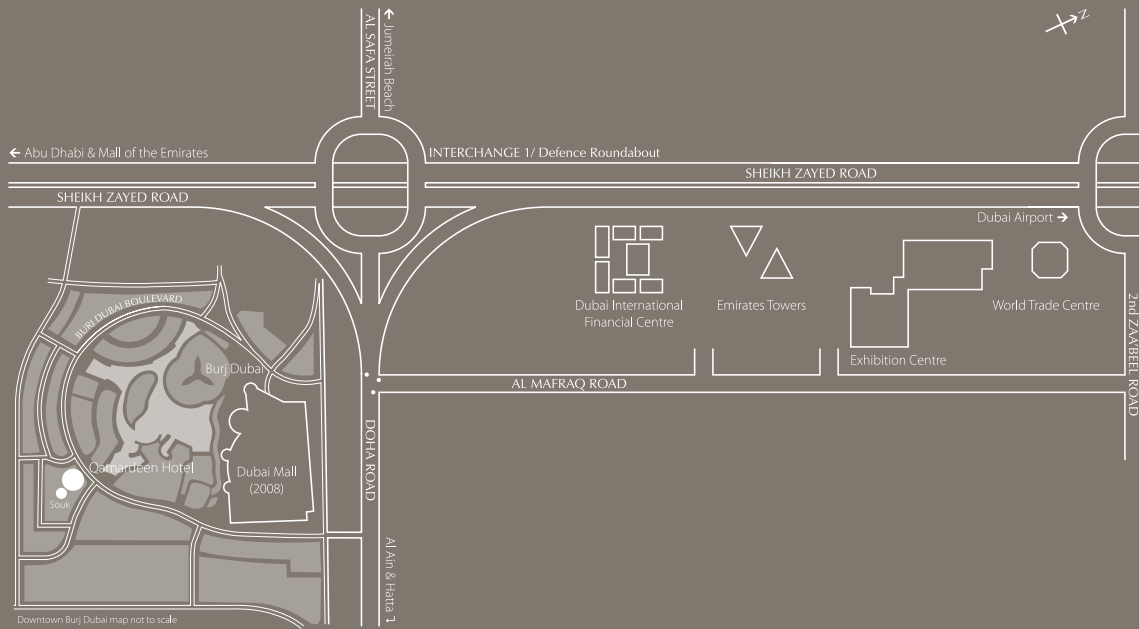 N
← Jumeirah Beach
AL SAFA STREET
← Abu Dhabi & Mall of the Emirates
INTERCHANGE 1/ Defence Roundabout
SHEIKH ZAYED ROAD
SHEIKH ZAYED ROAD
Dubai Airport →
Dubai International
Financial Centre
Emirates Towers
World Trade Centre
Exhibition Centre
2nd ZAA'BEEL ROAD
BURJ DUBAI BOULEVARD
Burj Dubai
AL MAFRAQ ROAD
DOHA ROAD
Qamardeen Hotel
Dubai Mall
(2008)
Souk
Al Ain & Hatta
Downtown Burj Dubai map not to scale